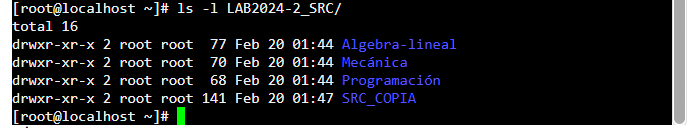 [root@localhost ~]# ls -l LAB2024-2_SRC/
total 16
drwxr-xr-x 2 root root  77 Feb 20 01:44 Algebra-lineal
drwxr-xr-x 2 root root  70 Feb 20 01:44 Mecánica
drwxr-xr-x 2 root root  68 Feb 20 01:44 Programación
drwxr-xr-x 2 root root 141 Feb 20 01:47 SRC_COPIA
[root@localhost ~]#